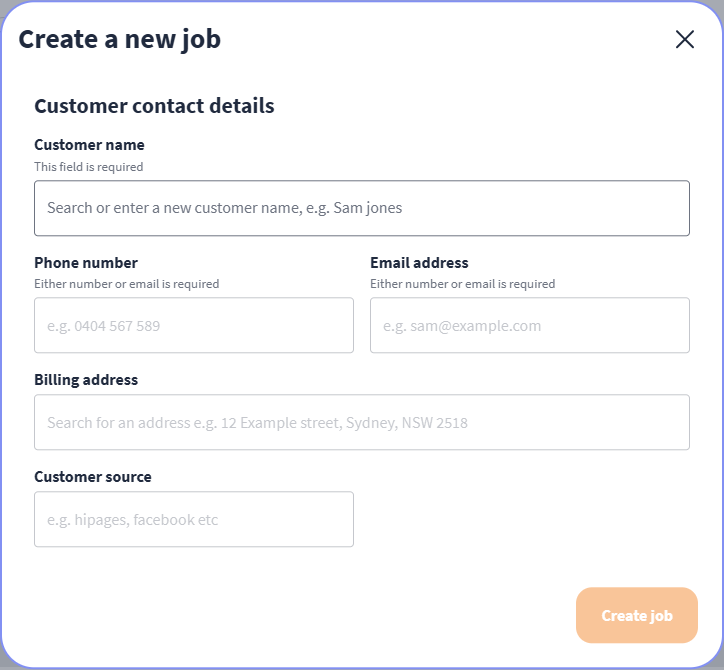 Create a new job
Customer contact details
Customer name
This field is required
Search or enter a new customer name, e.g. Sam jones
Phone number
Email address
Either number or email is required
Either number or email is required
e.g. 0404 567 589
e.g. sam@example.com
Billing address
Search for an address e.g. 12 Example street, Sydney, NSW 2518
Customer source
e.g. hipages, facebook etc
Create job